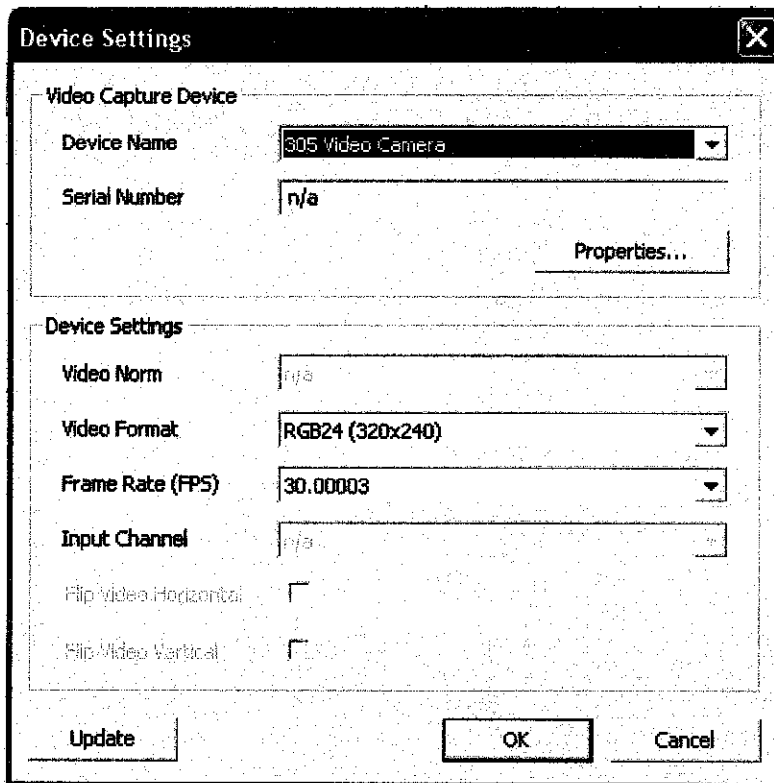 Device Settings
Video Capture Device
Device Name 305 Video Camera
Serial Number n/a
Properties...
Device Settings
Video Norm n/a
Video Format RGB24 (320x240)
Frame Rate (FPS) 30.00003
Input Channel n/a
Flip Video Horizontal
Flip Video Vertical
Update OK Cancel